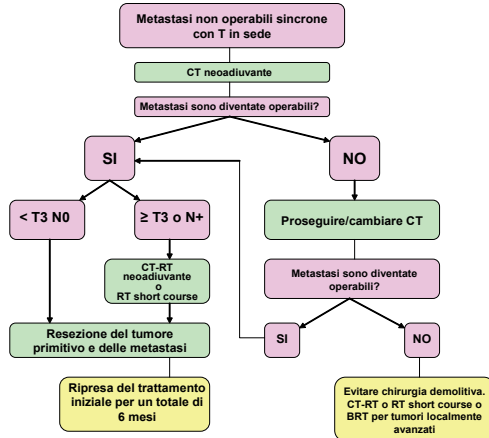 Metastasi non operabili sincrone
con T in sede
CT neoadiuvante
Metastasi sono diventate operabili?
SI
NO
< T3 N0
≥ T3 o N+
Proseguire/cambiare CT
CT-RT
neoadiuvante
o
RT short course
Metastasi sono diventate
operabili?
Resezione del tumore
primitivo e delle metastasi
SI
NO
Ripresa del trattamento
iniziale per un totale di
6 mesi
Evitare chirurgia demolitiva.
CT-RT o RT short course o
BRT per tumori localmente
avanzati